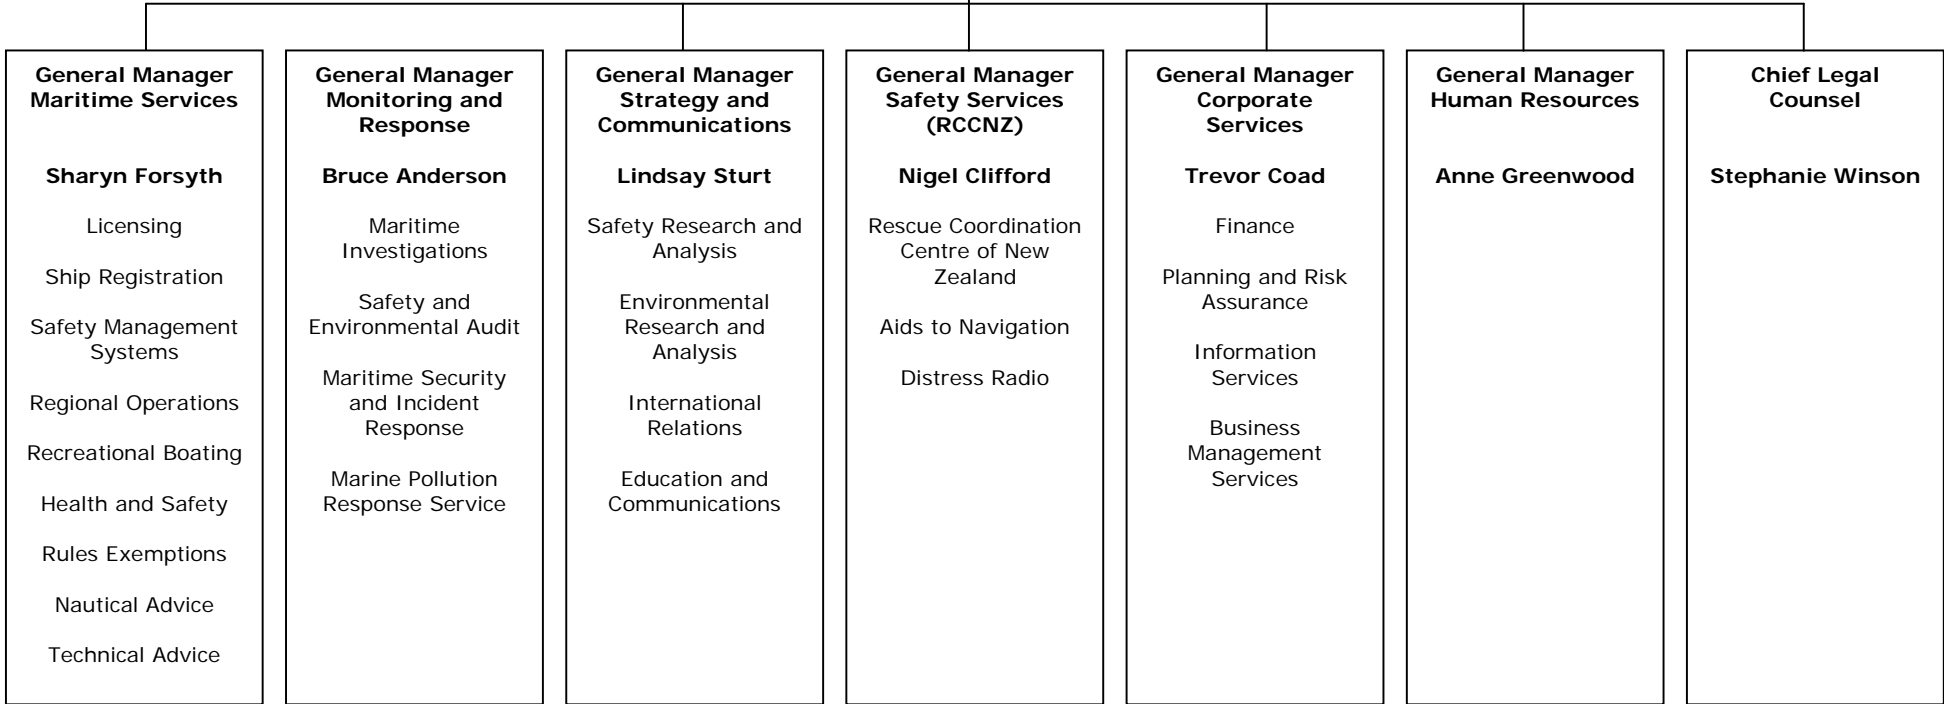 General Manager
Maritime Services
Sharyn Forsyth
Licensing
Ship Registration
Safety Management
Systems
Regional Operations
Recreational Boating
Health and Safety
Rules Exemptions
Nautical Advice
Technical Advice
General Manager
Monitoring and
Response
Bruce Anderson
Maritime
Investigations
Safety and
Environmental Audit
Maritime Security
and Incident
Response
Marine Pollution
Response Service
General Manager
Strategy and
Communications
Lindsay Sturt
Safety Research and
Analysis
Environmental
Research and
Analysis
International
Relations
Education and
Communications
General Manager
Safety Services
(RCCNZ)
Nigel Clifford
Rescue Coordination
Centre of New
Zealand
Aids to Navigation
Distress Radio
General Manager
Corporate
Services
Trevor Coad
Finance
Planning and Risk
Assurance
Information
Services
Business
Management
Services
General Manager
Human Resources
Anne Greenwood
Chief Legal
Counsel
Stephanie Winson